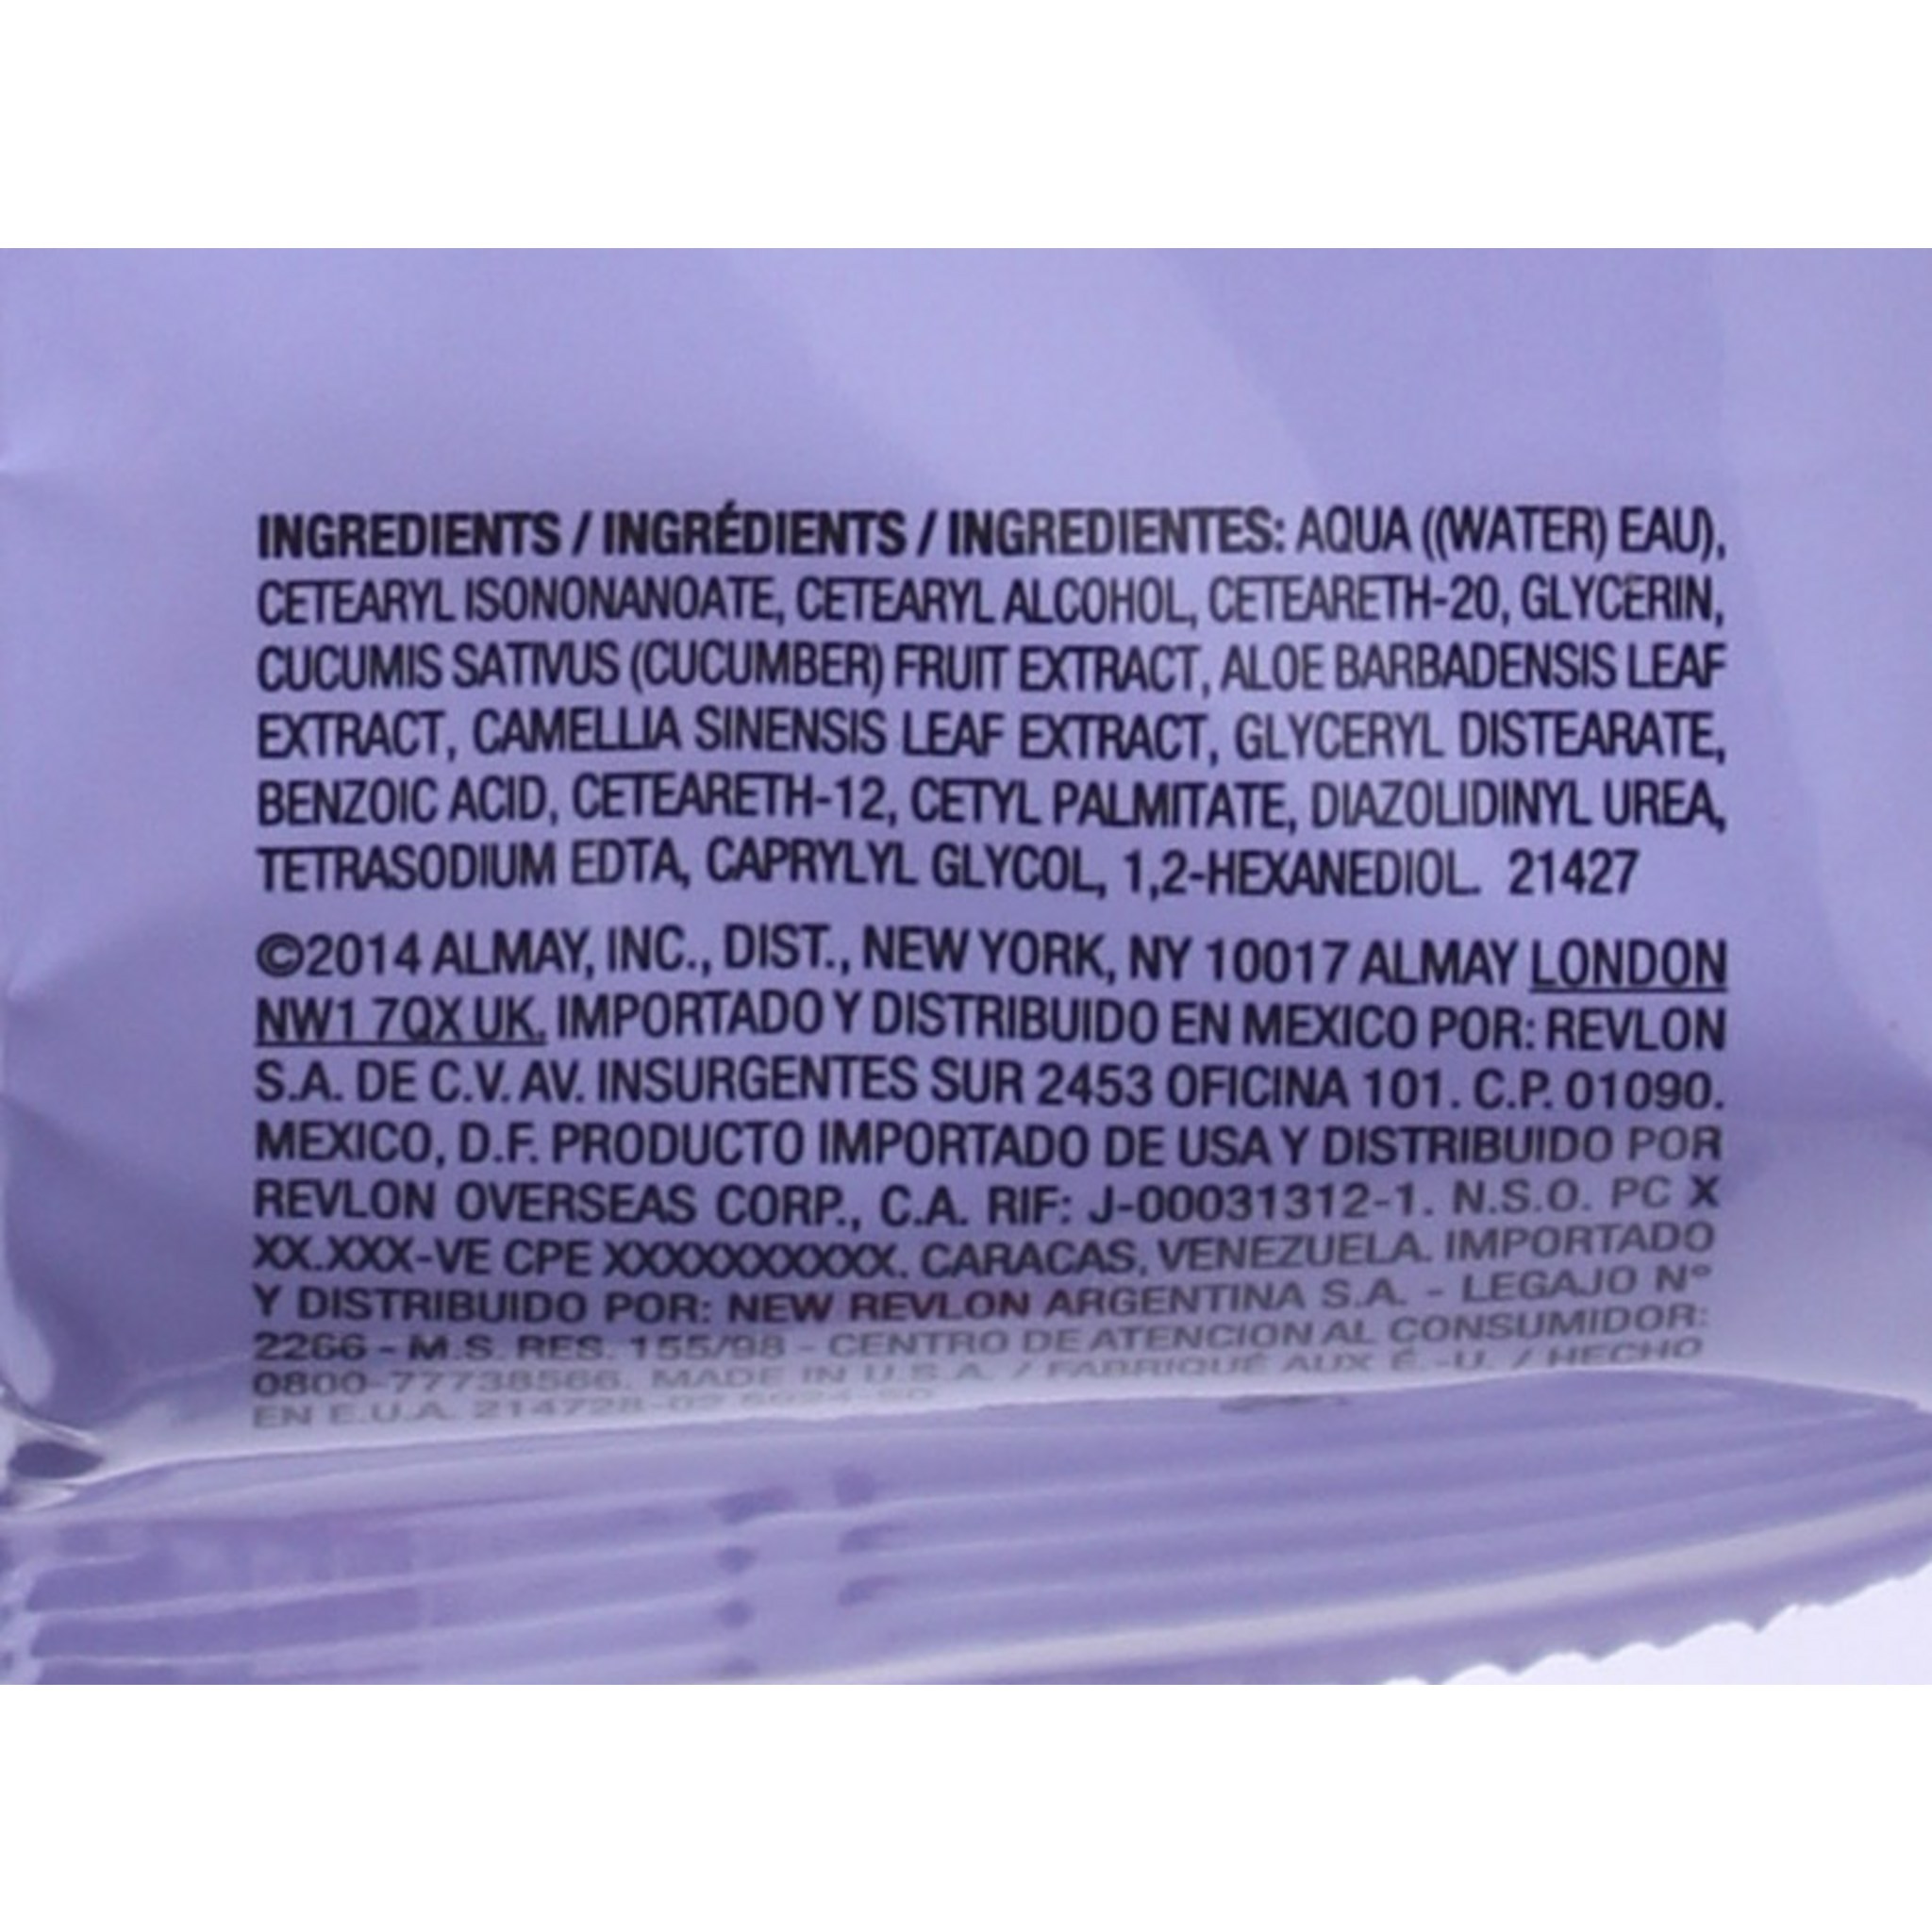 INGREDIENTS / INGRÉDIENTS / INGREDIENTES: AQUA ((WATER) EAU),
CETEARYL ISONONANOATE, CETEARYL ALCOHOL, CETEARETH-20, GLYCERIN,
CUCUMIS SATIVUS (CUCUMBER) FRUIT EXTRACT, ALOE BARBADENSIS LEAF
EXTRACT, CAMELLIA SINENSIS LEAF EXTRACT, GLYCERYL DISTEARATE,
BENZOIC ACID, CETEARETH-12, CETYL PALMITATE, DIAZOLIDINYL UREA,
TETRASODIUM EDTA, CAPRYLYL GLYCOL, 1,2-HEXANEDIOL. 21427
©2014 ALMAY, INC., DIST., NEW YORK, NY 10017 ALMAY LONDON
NW1 7QX UK. IMPORTADO Y DISTRIBUIDO EN MEXICO POR: REVLON
S.A. DE C.V. AV. INSURGENTES SUR 2453 OFICINA 101. C.P. 01090.
MEXICO, D.F. PRODUCTO IMPORTADO DE USA Y DISTRIBUIDO POR
REVLON OVERSEAS CORP., C.A. RIF: J-00031312-1. N.S.O. PC X
XX.XXX-VE CPE XXXXXXXXXX. CARACAS, VENEZUELA. IMPORTADO
Y DISTRIBUIDO POR: NEW REVLON ARGENTINA S.A. - LEGAJO Nº
2266 - M.S. RES. 155/98 - CENTRO DE ATENCION AL CONSUMIDOR:
0800-77738566. MADE IN U.S.A. / FABRIQUÉ AUX É.-U. / HECHO
EN E.U.A.